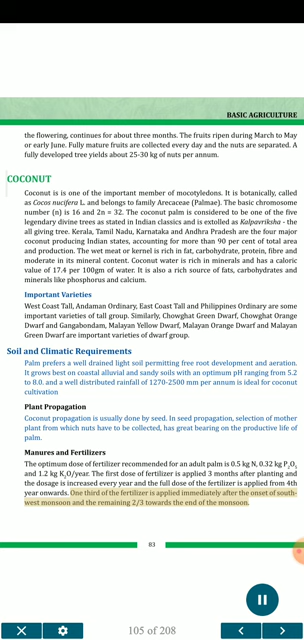 BASIC AGRICULTURE
the flowering, continues for about three months. The fruits ripen during March to May
or early June. Fully mature fruits are collected every day and the nuts are separated. A
fully developed tree yields about 25-30 kg of nuts per annum.
COCONUT
Coconut is is one of the important member of mocotyledons. It is botanically, called
as Cocos nucifera L. and belongs to family Arecaceae (Palmae). The basic chromosome
number (n) is 16 and 2n = 32. The coconut palm is considered to be one of the five
legendary divine trees as stated in Indian classics and is extolled as Kalpavriksha - the
all giving tree. Kerala, Tamil Nadu, Karnataka and Andhra Pradesh are the four major
coconut producing Indian states, accounting for more than 90 per cent of total area
and production. The wet meat or kernel is rich in fat, carbohydrate, protein, fibre and
moderate in its mineral content. Coconut water is rich in minerals and has a caloric
value of 17.4 per 100gm of water. It is also a rich source of fats, carbohydrates and
minerals like phosphorus and calcium.
Important Varieties
West Coast Tall, Andaman Ordinary, East Coast Tall and Philippines Ordinary are some
important varieties of tall group. Similarly, Chowghat Green Dwarf, Chowghat Orange
Dwarf and Gangabondam, Malayan Yellow Dwarf, Malayan Orange Dwarf and Malayan
Green Dwarf are important varieties of dwarf group.
Soil and Climatic Requirements
Palm prefers a well drained light soil permitting free root development and aeration.
It grows best on coastal alluvial and sandy soils with an optimum pH ranging from 5.2
to 8.0. and a well distributed rainfall of 1270-2500 mm per annum is ideal for coconut
cultivation
Plant Propagation
Coconut propagation is usually done by seed. In seed propagation, selection of mother
plant from which nuts have to be collected, has great bearing on the productive life of
palm.
Manures and Fertilizers
The optimum dose of fertilizer recommended for an adult palm is 0.5 kg N, 0.32 kg P₂O₅
and 1.2 kg K₂O/year. The first dose of fertilizer is applied 3 months after planting and
the dosage is increased every year and the full dose of the fertilizer is applied from 4th
year onwards. One third of the fertilizer is applied immediately after the onset of south-
west monsoon and the remaining 2/3 towards the end of the monsoon.
83
105 of 208